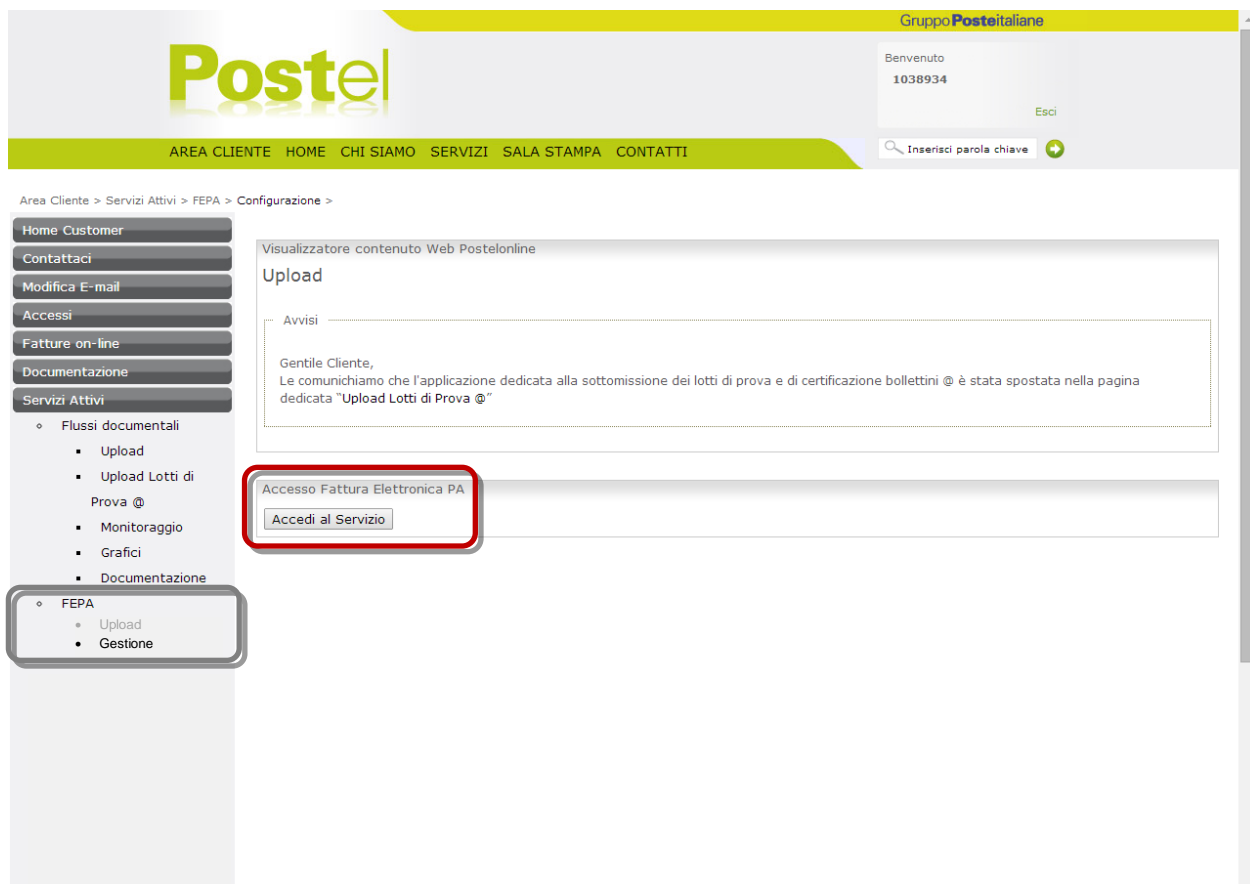 Gruppo Posteitaliane
Postel
Benvenuto
1038934
Esci
AREA CLIENTE HOME CHI SIAMO SERVIZI SALA STAMPA CONTATTI
Inserisci parola chiave
Area Cliente > Servizi Attivi > FEPA > Configurazione >
Home Customer
Contattaci
Modifica E-mail
Accessi
Fatture on-line
Documentazione
Servizi Attivi
Flussi documentali
Upload
Upload Lotti di
Prova @
Monitoraggio
Grafici
Documentazione
FEPA
Upload
Gestione
Visualizzatore contenuto Web Postelonline
Upload
Avvisi
Gentile Cliente,
Le comunichiamo che l'applicazione dedicata alla sottomissione dei lotti di prova e di certificazione bollettini @ è stata spostata nella pagina
dedicata "Upload Lotti di Prova @"
Accesso Fattura Elettronica PA
Accedi al Servizio